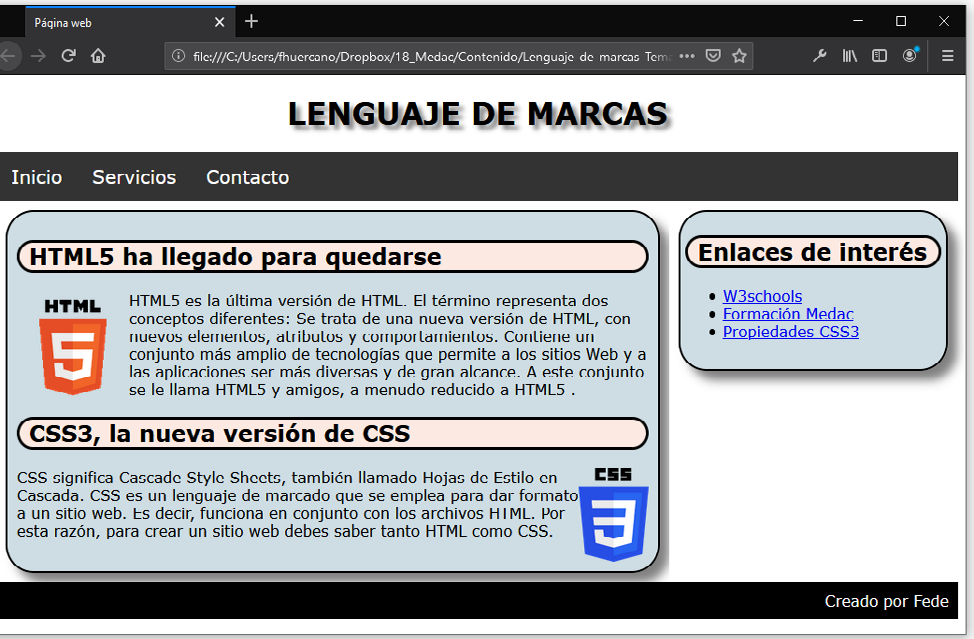 Página web
file:///C:/Users/fhuercano/Dropbox/18_Medac/Contenido/Lenguaje de marcas Tema
LENGUAJE DE MARCAS
Inicio Servicios Contacto
HTML5 ha llegado para quedarse
HTML
5
HTML5 es la última versión de HTML. El término representa dos
conceptos diferentes: Se trata de una nueva versión de HTML, con
nuevos elementos, atributos y comportamientos. Contiene un
conjunto más amplio de tecnologías que permite a los sitios Web y a
las aplicaciones ser más diversas y de gran alcance. A este conjunto
se le llama HTML5 y amigos, a menudo reducido a HTML5 .
CSS3, la nueva versión de CSS
CSS significa Cascade Style Sheets, también llamado Hojas de Estilo en
Cascada. CSS es un lenguaje de marcado que se emplea para dar formato
a un sitio web. Es decir, funciona en conjunto con los archivos HTML. Por
esta razón, para crear un sitio web debes saber tanto HTML como CSS.
CSS
3
Enlaces de interés
W3schools
Formación Medac
Propiedades CSS3
Creado por Fede